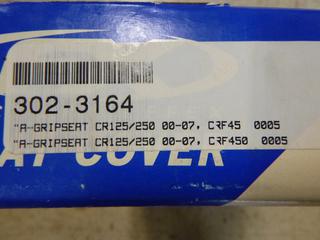 302-3164
"A-GRIPSEAT CR125/250 00-07, CRF45 0005
"A-GRIPSEAT CR125/250 00-07, CRF450 0005
AT COVER